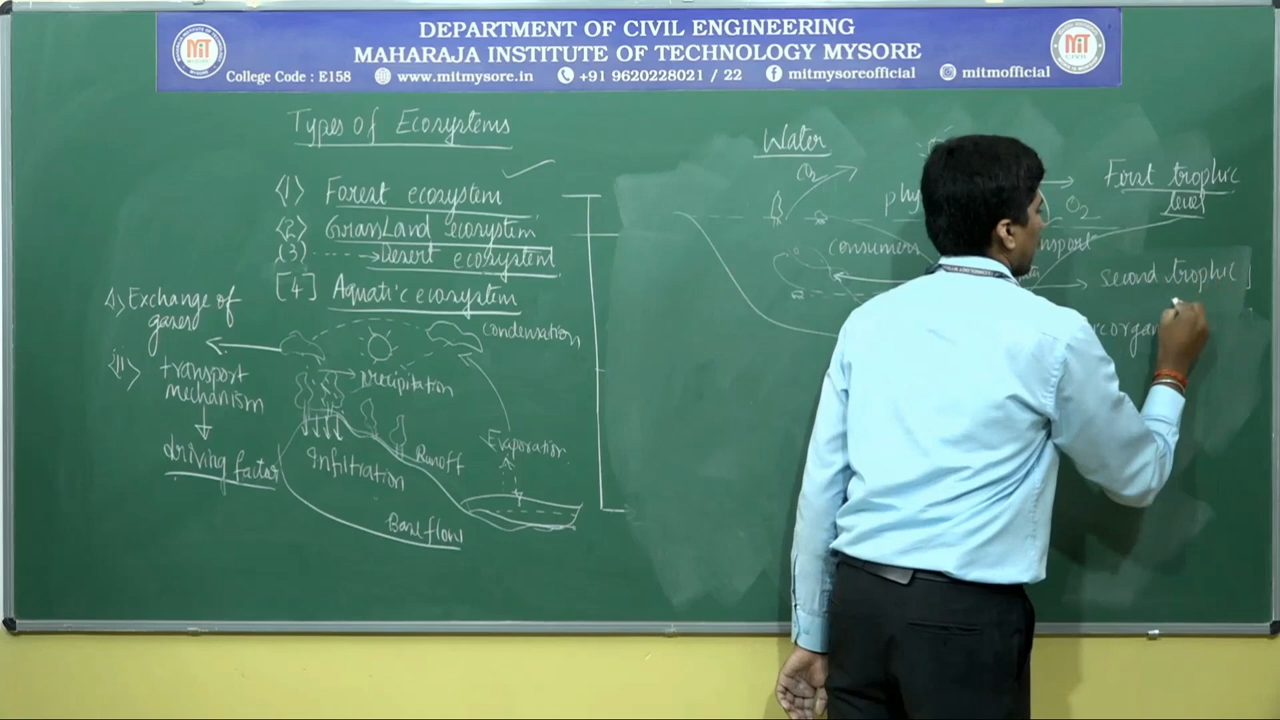 DEPARTMENT OF CIVIL ENGINEERING
MAHARAJA INSTITUTE OF TECHNOLOGY MYSORE
College Code : E158 www.mitmysore.in +91 9620228021 / 22 mitmysoreofficial mitmofficial
MiT
MiT
Types of Ecosystems
<1> Forest ecosystem
<2> GrassLand ecosystem
(3) ----→Desert ecosystem
[4] Aquatic ecosystem
Exchange of
gases
transport
mechanism
driving factor
condensation
precipitation
Evaporation
Infiltration
Runoff
Base flow
Water
O2
First trophic
level
O2
consumers
second trophic